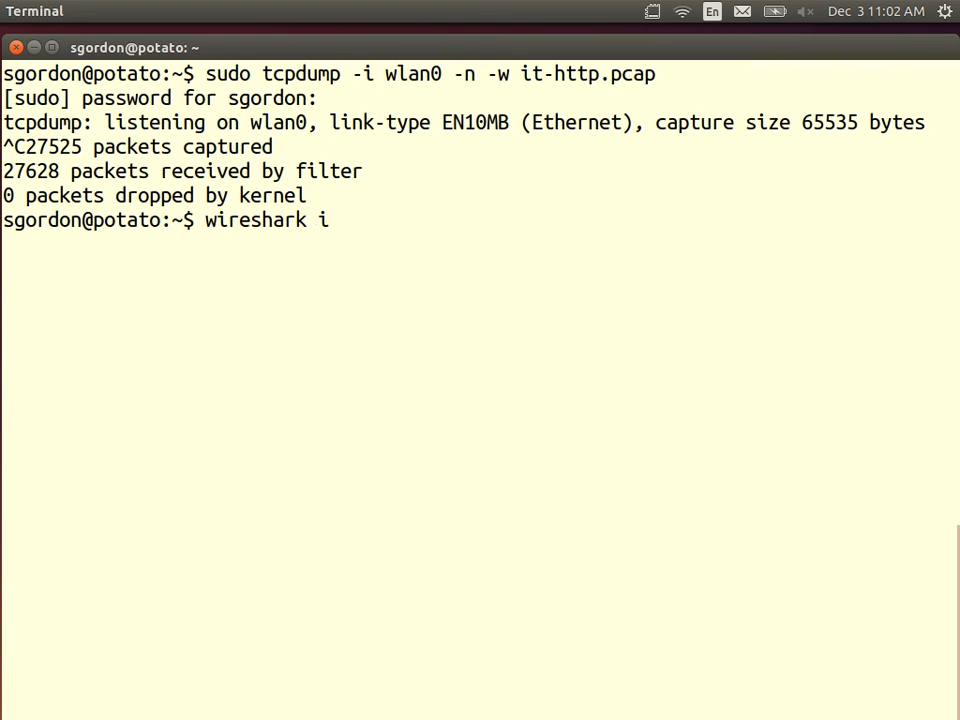 Terminal
En
Dec 3 11:02 AM
sgordon@potato: ~
sgordon@potato:~$ sudo tcpdump -i wlan0 -n -w it-http.pcap
[sudo] password for sgordon:
tcpdump: listening on wlan0, link-type EN10MB (Ethernet), capture size 65535 bytes
^C27525 packets captured
27628 packets received by filter
0 packets dropped by kernel
sgordon@potato:~$ wireshark i